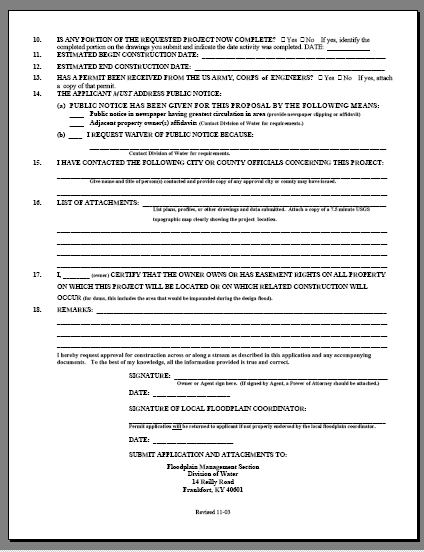 10. IS ANY PORTION OF THE REQUESTED PROJECT NOW COMPLETE? □ Yes □ No If yes, identify the
completed portion on the drawings you submit and indicate the date activity was completed. DATE: ____________
11. ESTIMATED BEGIN CONSTRUCTION DATE: ____________
12. ESTIMATED END CONSTRUCTION DATE: ____________
13. HAS A PERMIT BEEN RECEIVED FROM THE US ARMY, CORPS of ENGINEERS? □ Yes □ No If yes, attach
a copy of that permit.
14. THE APPLICANT MUST ADDRESS PUBLIC NOTICE:
(a) PUBLIC NOTICE HAS BEEN GIVEN FOR THIS PROPOSAL BY THE FOLLOWING MEANS:
____ Public notice in newspaper having greatest circulation in area (provide newspaper clipping or affidavit)
____ Adjacent property owner(s) affidavit (Contact Division of Water for requirements.)
(b) ____ I REQUEST WAIVER OF PUBLIC NOTICE BECAUSE:
____________
Contact Division of Water for requirements.
15. I HAVE CONTACTED THE FOLLOWING CITY OR COUNTY OFFICIALS CONCERNING THIS PROJECT:
____________
Give name and title of person(s) contacted and provide copy of any approval city or county may have issued.
____________
16. LIST OF ATTACHMENTS: ____________
List plans, profiles, or other drawings and data submitted. Attach a copy of a 7.5 minute USGS
topographic map clearly showing the project location.
____________
____________
____________
____________
17. I, ______ (owner) CERTIFY THAT THE OWNER OWNS OR HAS EASEMENT RIGHTS ON ALL PROPERTY
ON WHICH THIS PROJECT WILL BE LOCATED OR ON WHICH RELATED CONSTRUCTION WILL
OCCUR (for dams, this includes the area that would be impounded during the design flood).
18. REMARKS: ____________
____________
____________
____________
I hereby request approval for construction across or along a stream as described in this application and any accompanying
documents. To the best of my knowledge, all the information provided is true and correct.
SIGNATURE: ____________
Owner or Agent sign here. (If signed by Agent, a Power of Attorney should be attached.)
DATE: ____________
SIGNATURE OF LOCAL FLOODPLAIN COORDINATOR:
____________
Permit application will be returned to applicant if not properly endorsed by the local floodplain coordinator.
DATE: ____________
SUBMIT APPLICATION AND ATTACHMENTS TO:
Floodplain Management Section
Division of Water
14 Reilly Road
Frankfort, KY 40601
Revised 11-03